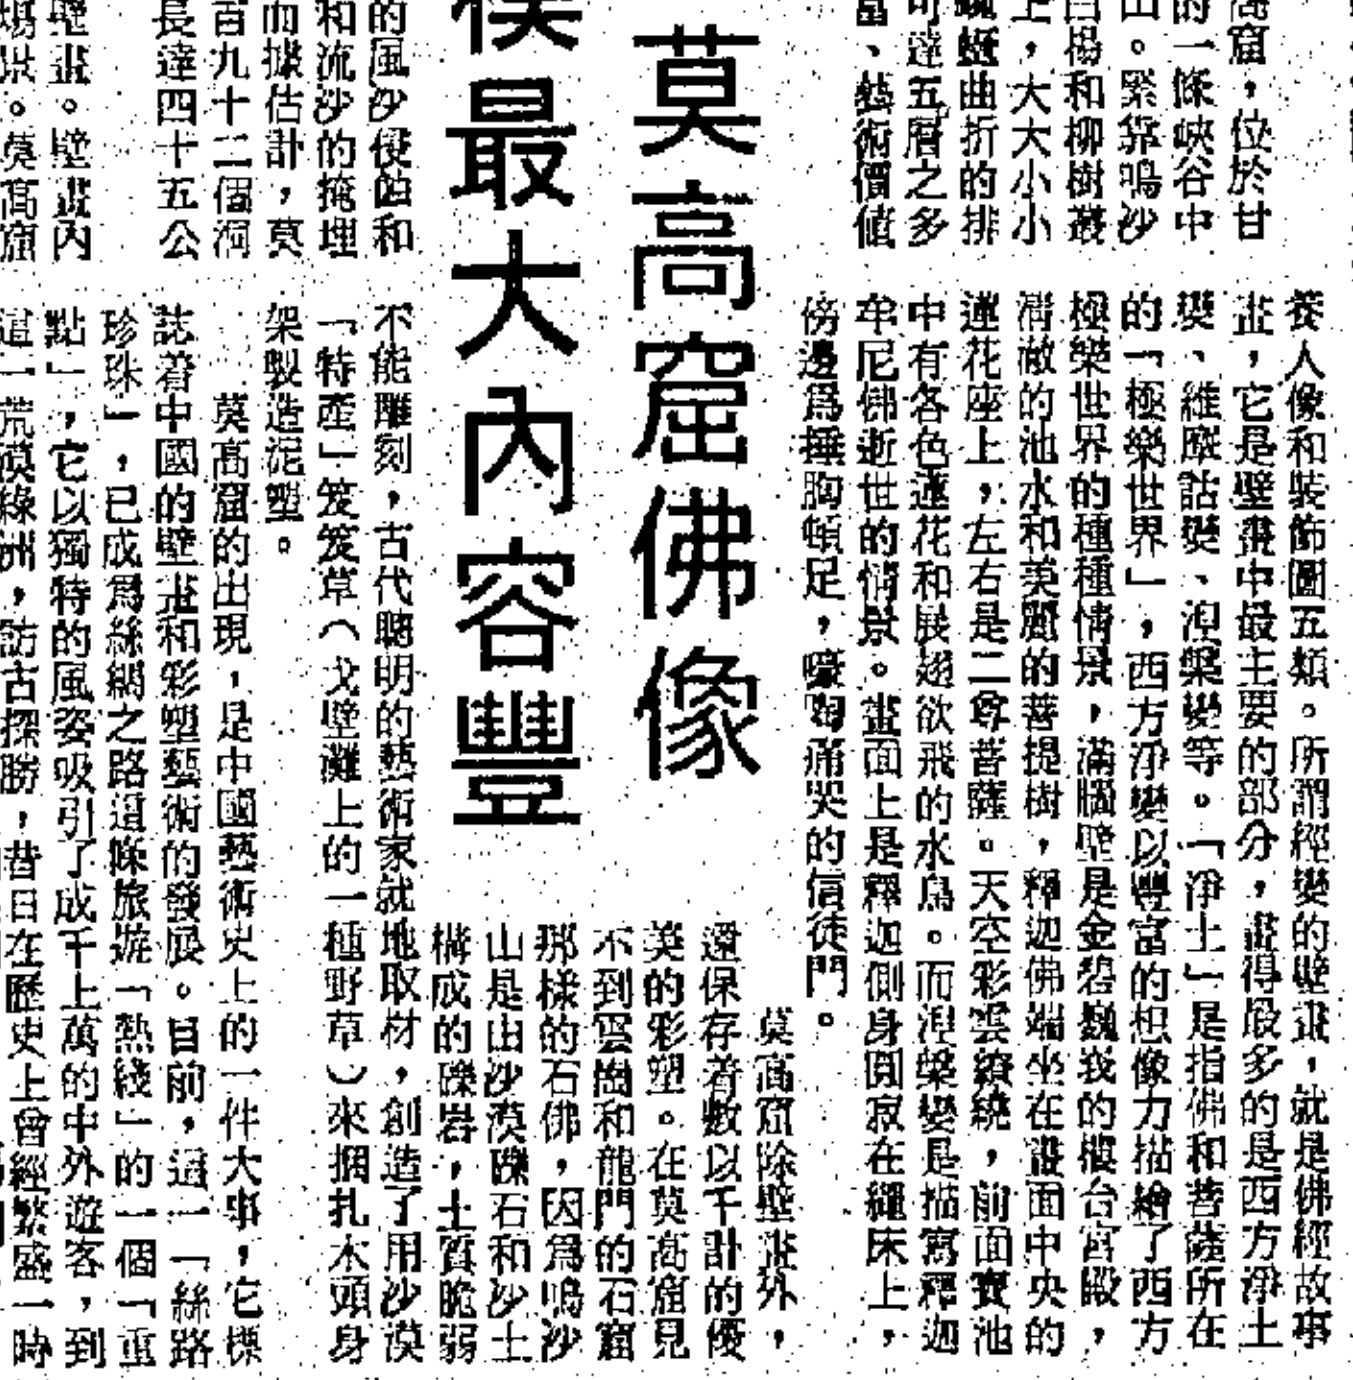 高窟，位於甘
的一條峽谷中
山。緊靠鳴沙
白楊和柳樹叢
上，大大小小
蜒曲折的排
可達五層之多
富、藝術價值
莫高窟佛像
模最大內容豐
的風沙侵蝕和
和流沙的掩埋
而據估計，莫
百九十二個洞
長達四十五公
壁畫。壁畫內
。莫高窟
養人像和裝飾圖五類。所謂經變的壁畫，就是佛經故事
畫，它是壁畫中最主要的部分，畫得最多的是西方淨土
變、維摩詰變、涅槃變等。「淨土」是指佛和菩薩所在
的「極樂世界」，西方淨變以豐富的想像力描繪了西方
極樂世界的種種情景，滿牆壁是金碧巍峩的樓台宮殿，
清澈的池水和美麗的菩提樹，釋迦佛端坐在畫面中央的
蓮花座上，左右是二尊菩薩。天空彩雲繚繞，前面寶池
中有各色蓮花和展翅欲飛的水鳥。而涅槃變是描寫釋迦
牟尼佛逝世的情景。畫面上是釋迦側身圓寂在繩床上，
傍邊爲捶胸頓足，嚎啕痛哭的信徒門。
莫高窟除壁畫外，
還保存着數以千計的優
美的彩塑。在莫高窟見
不到雲崗和龍門的石窟
那樣的石佛，因爲鳴沙
山是由沙漠礫石和沙土
構成的礫岩，土質脆弱
不能雕刻，古代聰明的藝術家就地取材，創造了用沙漠
「特產」芨芨草（戈壁灘上的一種野草）來捆扎木頭身
架製造泥塑。
莫高窟的出現，是中國藝術史上的一件大事，它標
誌着中國的壁畫和彩塑藝術的發展。目前，這一「絲路
珍珠」，已成爲絲綢之路這條旅游「熱綫」的一個「重
點」，它以獨特的風姿吸引了成千上萬的中外遊客，到
這一荒漠綠洲，訪古探勝，昔日在歷史上曾經繁盛一時